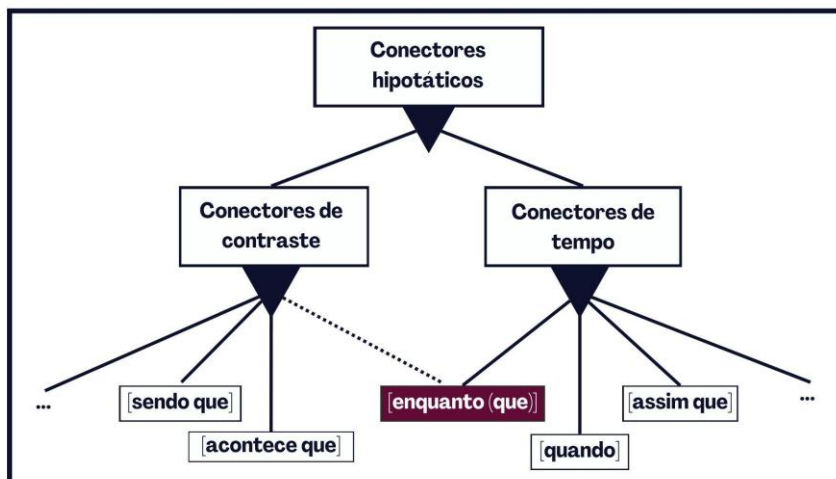 Conectores
hipotáticos
Conectores de
contraste
Conectores de
tempo
...
[sendo que]
[acontece que]
[enquanto (que)]
[quando]
[assim que]
...